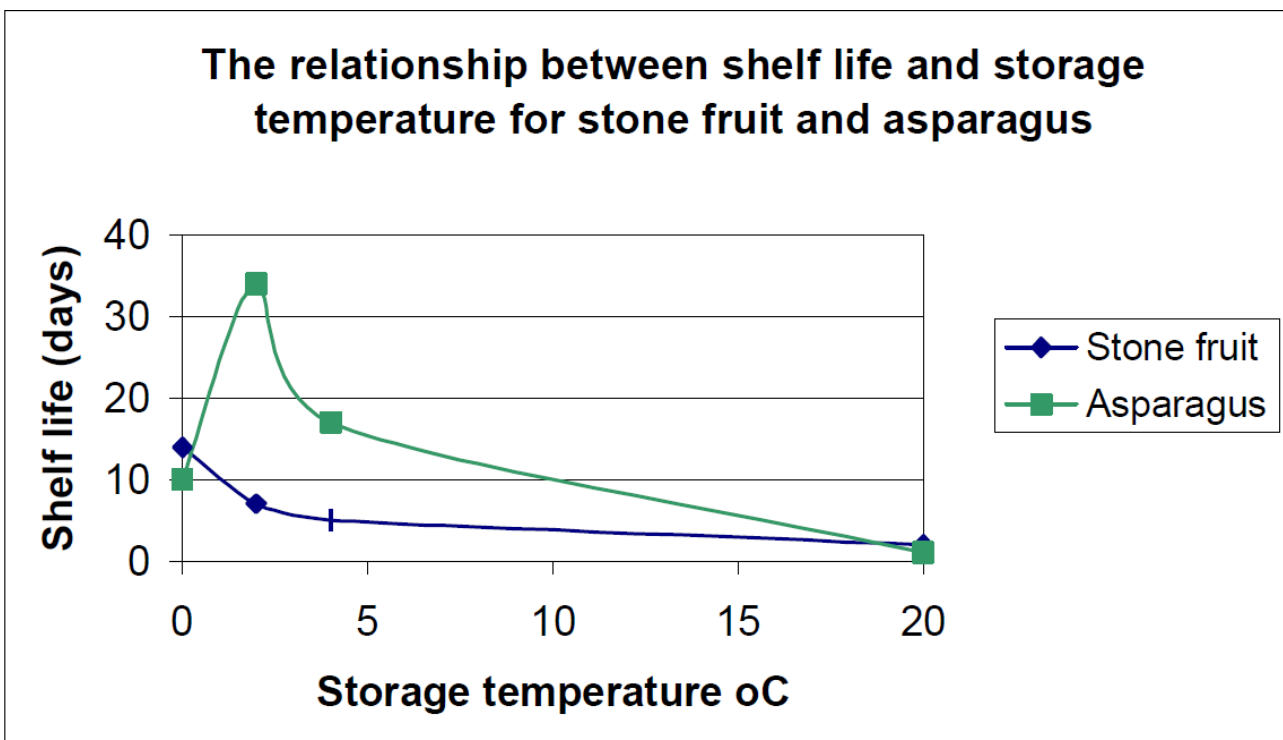 The relationship between shelf life and storage
temperature for stone fruit and asparagus
Shelf life (days)
40
30
20
10
0
0 5 10 15 20
Storage temperature oC
Stone fruit
Asparagus